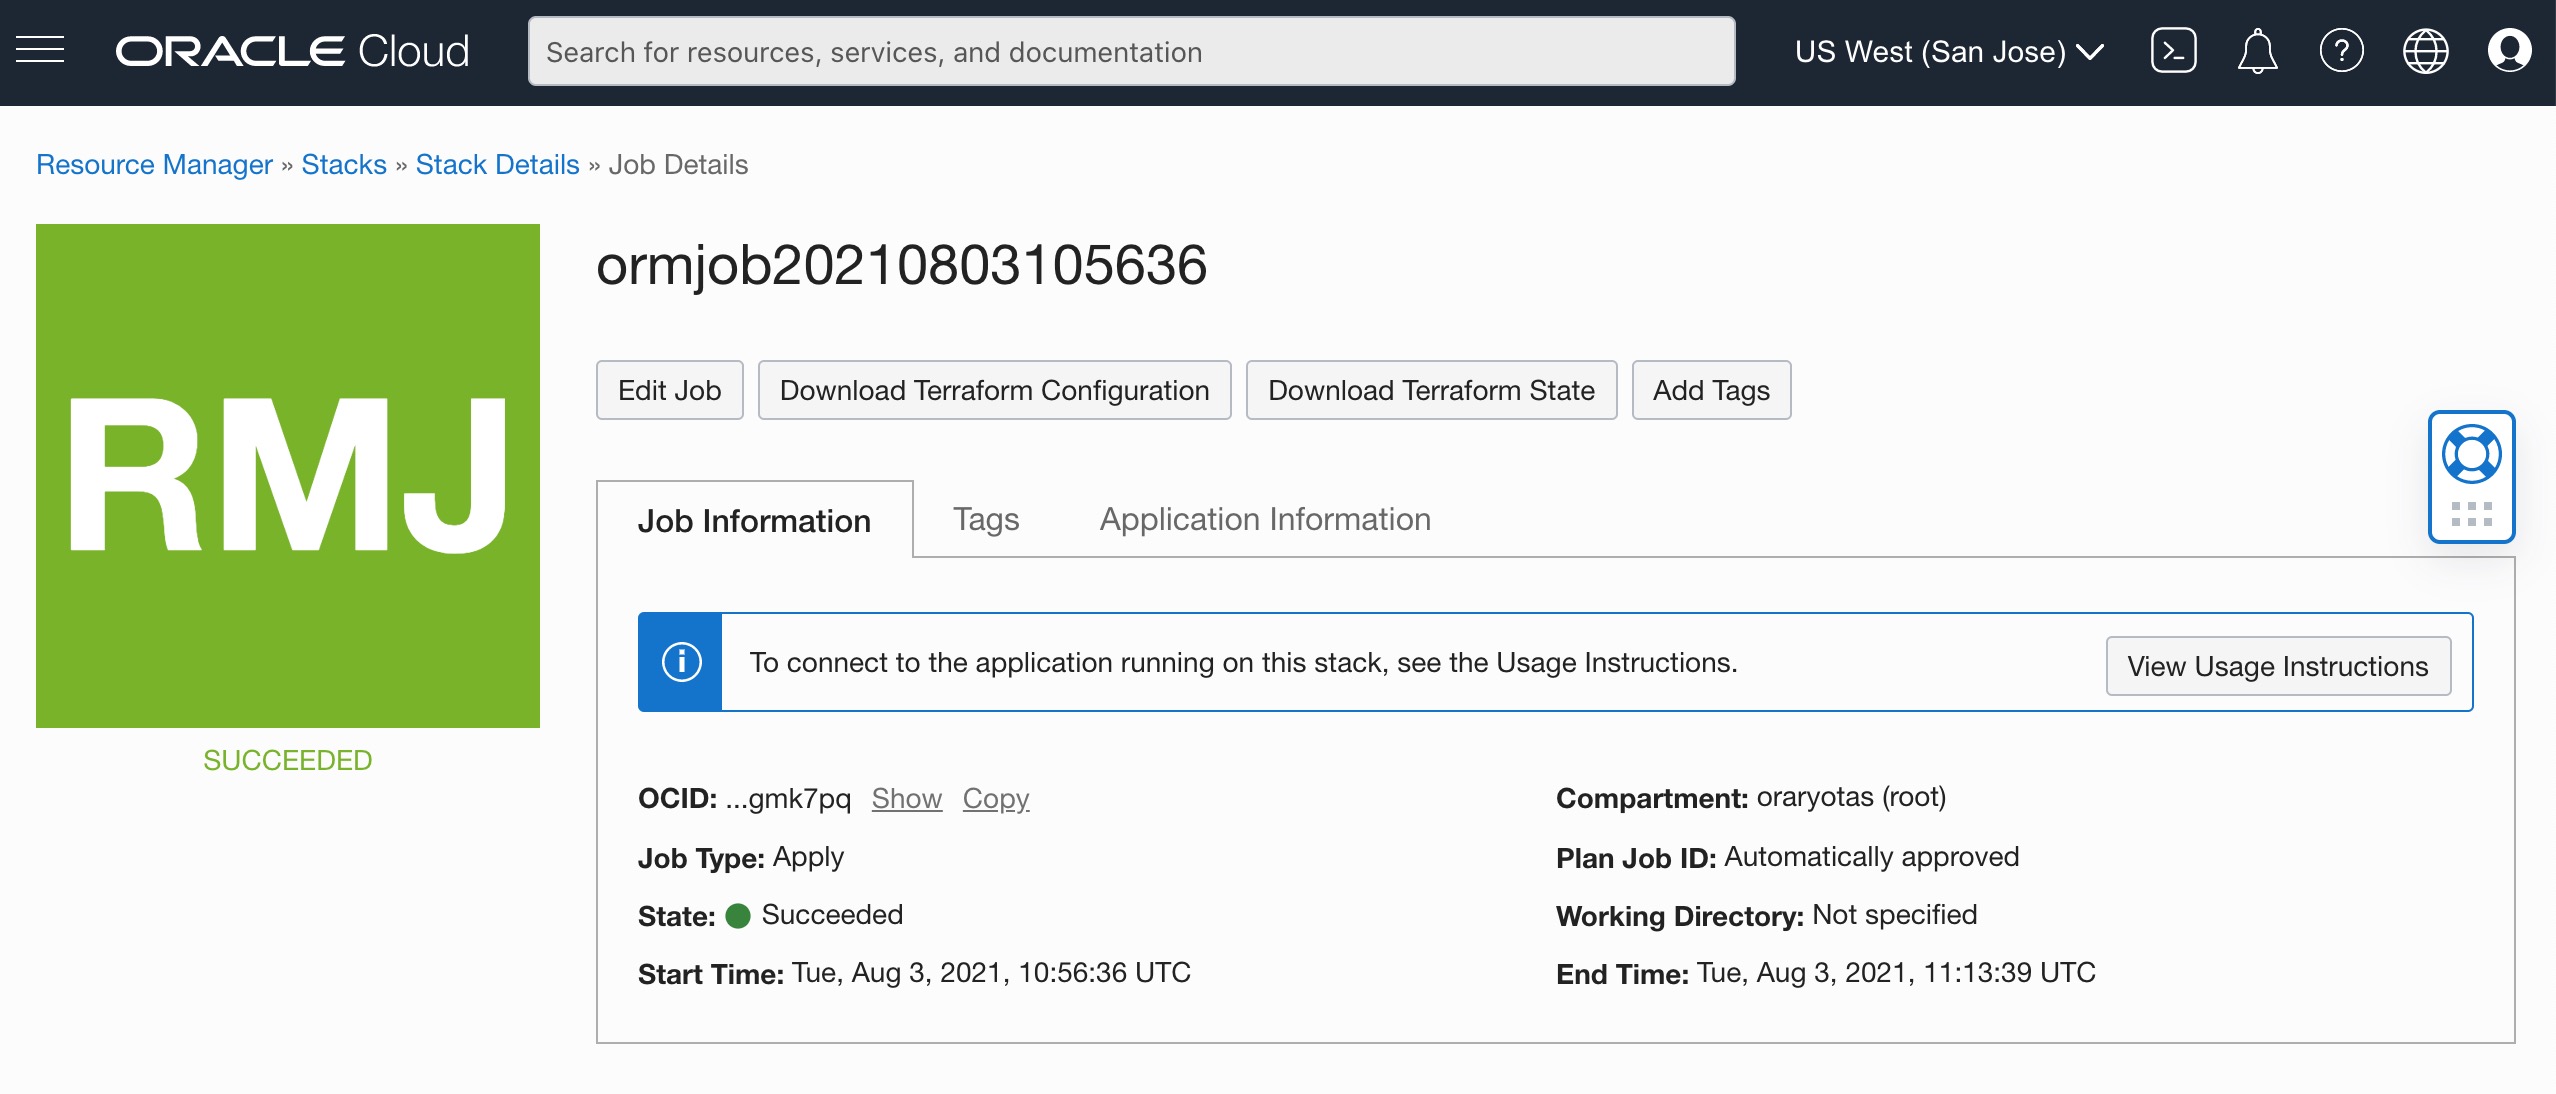 ORACLE Cloud
Search for resources, services, and documentation
US West (San Jose)
Resource Manager » Stacks » Stack Details » Job Details
RMJ
SUCCEEDED
ormjob20210803105636
Edit Job
Download Terraform Configuration
Download Terraform State
Add Tags
Job Information
Tags
Application Information
To connect to the application running on this stack, see the Usage Instructions.
View Usage Instructions
OCID: ...gmk7pq Show Copy
Compartment: oraryotas (root)
Job Type: Apply
Plan Job ID: Automatically approved
State: Succeeded
Working Directory: Not specified
Start Time: Tue, Aug 3, 2021, 10:56:36 UTC
End Time: Tue, Aug 3, 2021, 11:13:39 UTC